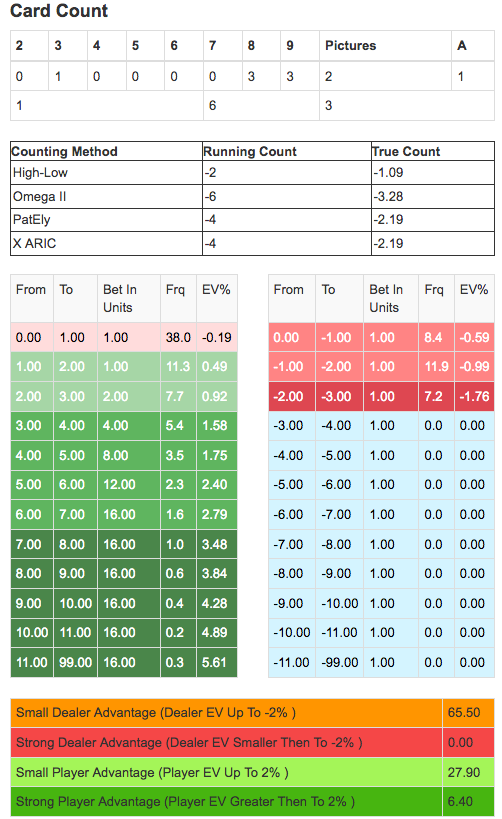 Card Count
2 3 4 5 6 7 8 9 Pictures A
0 1 0 0 0 0 3 3 2 1
1 6 3
Counting Method Running Count True Count
High-Low -2 -1.09
Omega II -6 -3.28
PatEly -4 -2.19
X ARIC -4 -2.19
From To Bet In Units Frq EV%
0.00 1.00 1.00 38.0 -0.19
1.00 2.00 1.00 11.3 0.49
2.00 3.00 2.00 7.7 0.92
3.00 4.00 4.00 5.4 1.58
4.00 5.00 8.00 3.5 1.75
5.00 6.00 12.00 2.3 2.40
6.00 7.00 16.00 1.6 2.79
7.00 8.00 16.00 1.0 3.48
8.00 9.00 16.00 0.6 3.84
9.00 10.00 16.00 0.4 4.28
10.00 11.00 16.00 0.2 4.89
11.00 99.00 16.00 0.3 5.61
From To Bet In Units Frq EV%
0.00 -1.00 1.00 8.4 -0.59
-1.00 -2.00 1.00 11.9 -0.99
-2.00 -3.00 1.00 7.2 -1.76
-3.00 -4.00 1.00 0.0 0.00
-4.00 -5.00 1.00 0.0 0.00
-5.00 -6.00 1.00 0.0 0.00
-6.00 -7.00 1.00 0.0 0.00
-7.00 -8.00 1.00 0.0 0.00
-8.00 -9.00 1.00 0.0 0.00
-9.00 -10.00 1.00 0.0 0.00
-10.00 -11.00 1.00 0.0 0.00
-11.00 -99.00 1.00 0.0 0.00
Small Dealer Advantage (Dealer EV Up To -2% ) 65.50
Strong Dealer Advantage (Dealer EV Smaller Then To -2% ) 0.00
Small Player Advantage (Player EV Up To 2% ) 27.90
Strong Player Advantage (Player EV Greater Then To 2% ) 6.40